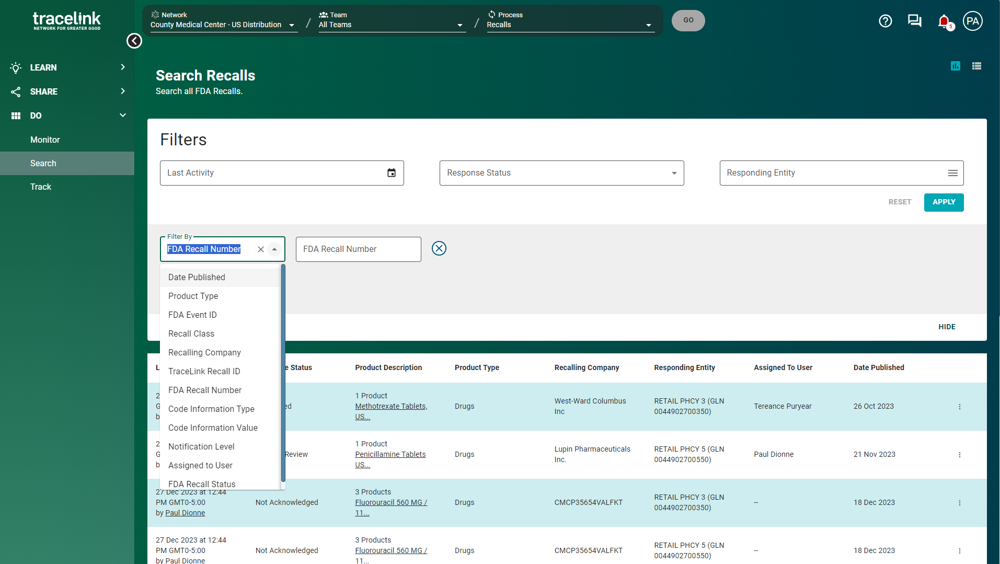 tracelink
NETWORK FOR GREATER GOOD
Network
County Medical Center - US Distribution
/
Team
All Teams
/
Process
Recalls
GO
5
PA
LEARN
SHARE
DO
Monitor
Search
Track
Search Recalls
Search all FDA Recalls.
Filters
Last Activity
Response Status
Responding Entity
RESET
APPLY
Filter By
FDA Recall Number
FDA Recall Number
Date Published
Product Type
FDA Event ID
Recall Class
Recalling Company
TraceLink Recall ID
FDA Recall Number
Code Information Type
Code Information Value
Notification Level
Assigned to User
FDA Recall Status
HIDE
L
e Status
Product Description
Product Type
Recalling Company
Responding Entity
Assigned To User
Date Published
2
G
b
ed
1 Product
Methotrexate Tablets,
US...
Drugs
West-Ward Columbus
Inc
RETAIL PHCY 3 (GLN
0044902700350)
Tereance Puryear
26 Oct 2023
2
G
b
Review
1 Product
Penicillamine Tablets
US...
Drugs
Lupin Pharmaceuticals
Inc.
RETAIL PHCY 5 (GLN
0044902700550)
Paul Dionne
21 Nov 2023
27 Dec 2023 at 12:44
PM GMT0-5:00
by Paul Dionne
Not Acknowledged
3 Products
Fluorouracil 560 MG /
11...
Drugs
CMCP35654VALFKT
RETAIL PHCY 3 (GLN
0044902700350)
--
18 Dec 2023
27 Dec 2023 at 12:44
PM GMT0-5:00
by Paul Dionne
Not Acknowledged
3 Products
Fluorouracil 560 MG /
11...
Drugs
CMCP35654VALFKT
RETAIL PHCY 5 (GLN
0044902700550)
--
18 Dec 2023